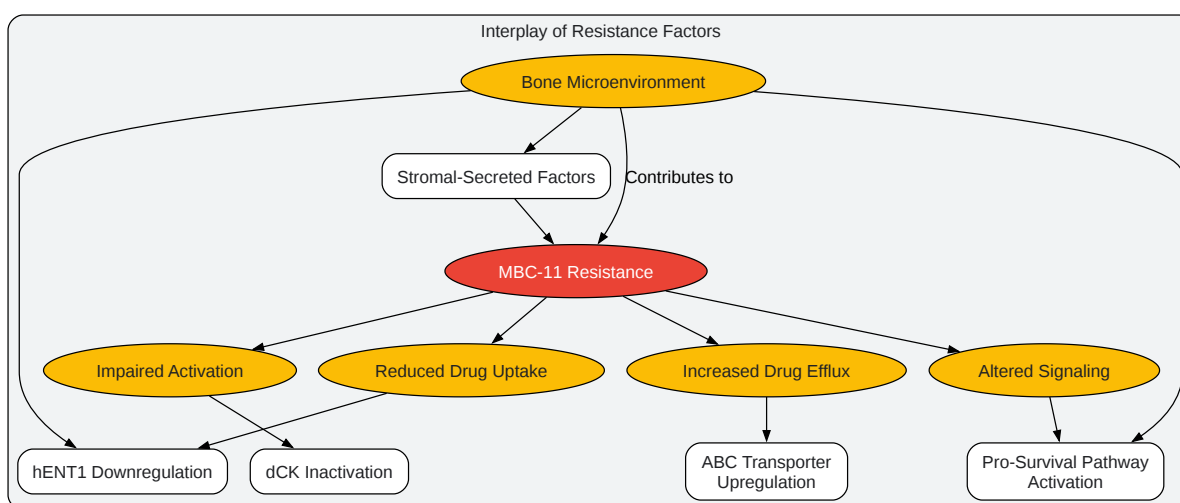 Interplay of Resistance Factors
Bone Microenvironment
Stromal-Secreted Factors
Contributes to
MBC-11 Resistance
Impaired Activation
Reduced Drug Uptake
Increased Drug Efflux
Altered Signaling
hENT1 Downregulation
dCK Inactivation
ABC Transporter
Upregulation
Pro-Survival Pathway
Activation